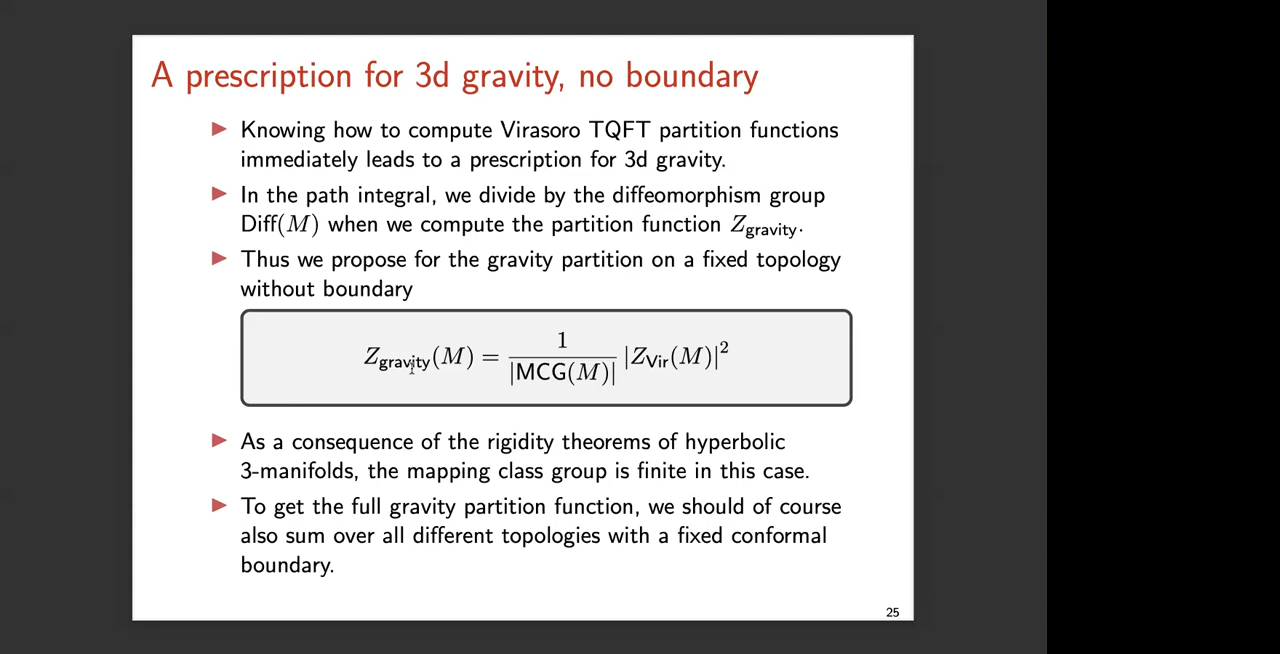 A prescription for 3d gravity, no boundary
▶ Knowing how to compute Virasoro TQFT partition functions
immediately leads to a prescription for 3d gravity.
▶ In the path integral, we divide by the diffeomorphism group
Diff(M) when we compute the partition function Z_gravity.
▶ Thus we propose for the gravity partition on a fixed topology
without boundary
Z_gravity(M) = 1/|MCG(M)| |Z_Vir(M)|²
▶ As a consequence of the rigidity theorems of hyperbolic
3-manifolds, the mapping class group is finite in this case.
▶ To get the full gravity partition function, we should of course
also sum over all different topologies with a fixed conformal
boundary.
25